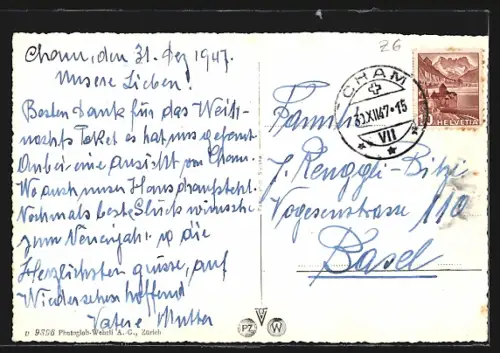 Cham, den 31. Dez 1947.
Unsere Lieben!
Besten Dank für das Weih-
nachts Paket es hat uns gefreut
Anbei eine Ansicht von Cham.
Wo auch unser Haus draufsteht.
Nochmals beste Glück wünsche
zum Neuenjahr. so die
Herzlichsten Grüsse, auf
Wiedersehen hoffend
Vater & Mutter
26
CHAM
31.XII.47-15
VII
HELVETIA
Familie
J. Renggli-Bitzi
Vogesenstrasse 110
Basel
D 9396 Photoglob-Wehrli A. G., Zürich
PZ W